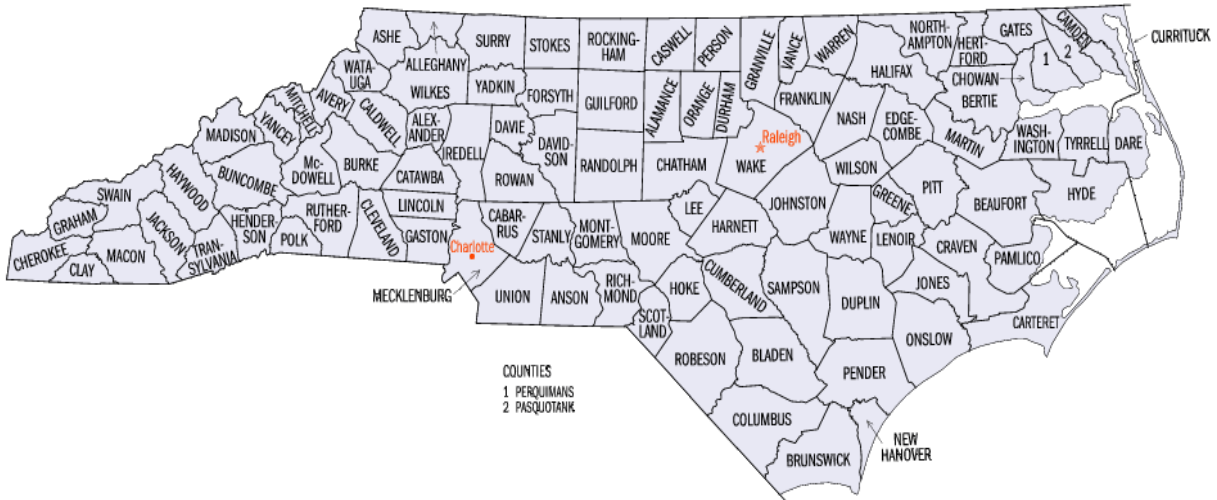 ASHE
ALLEGHANY
SURRY
STOKES
ROCKING-
HAM
CASWELL
PERSON
GRANVILLE
VANCE
WARREN
NORTH-
AMPTON
HERT-
FORD
GATES
CAMDEN
CURRITUCK
1
2
WATA-
UGA
WILKES
YADKIN
FORSYTH
GUILFORD
ALAMANCE
ORANGE
DURHAM
FRANKLIN
HALIFAX
CHOWAN
BERTIE
MITCHELL
AVERY
CALDWELL
ALEX-
ANDER
IREDELL
DAVIE
DAVID-
SON
RANDOLPH
CHATHAM
Raleigh
WAKE
NASH
EDGE-
COMBE
MARTIN
WASH-
INGTON
TYRRELL
DARE
MADISON
YANCEY
Mc-
DOWELL
BURKE
CATAWBA
ROWAN
WILSON
PITT
BEAUFORT
HYDE
SWAIN
HAYWOOD
BUNCOMBE
RUTHER-
FORD
CLEVELAND
LINCOLN
GASTON
CABAR-
RUS
STANLY
MONT-
GOMERY
MOORE
LEE
HARNETT
JOHNSTON
GREENE
WAYNE
LENOIR
CRAVEN
PAMLICO
GRAHAM
CHEROKEE
CLAY
MACON
JACKSON
TRAN-
SYLVANIA
HENDER-
SON
POLK
Charlotte
MECKLENBURG
UNION
ANSON
RICH-
MOND
SCOT-
LAND
HOKE
CUMBERLAND
SAMPSON
DUPLIN
JONES
ONSLOW
CARTERET
ROBESON
BLADEN
PENDER
COLUMBUS
BRUNSWICK
NEW
HANOVER
COUNTIES
1 PERQUIMANS
2 PASQUOTANK